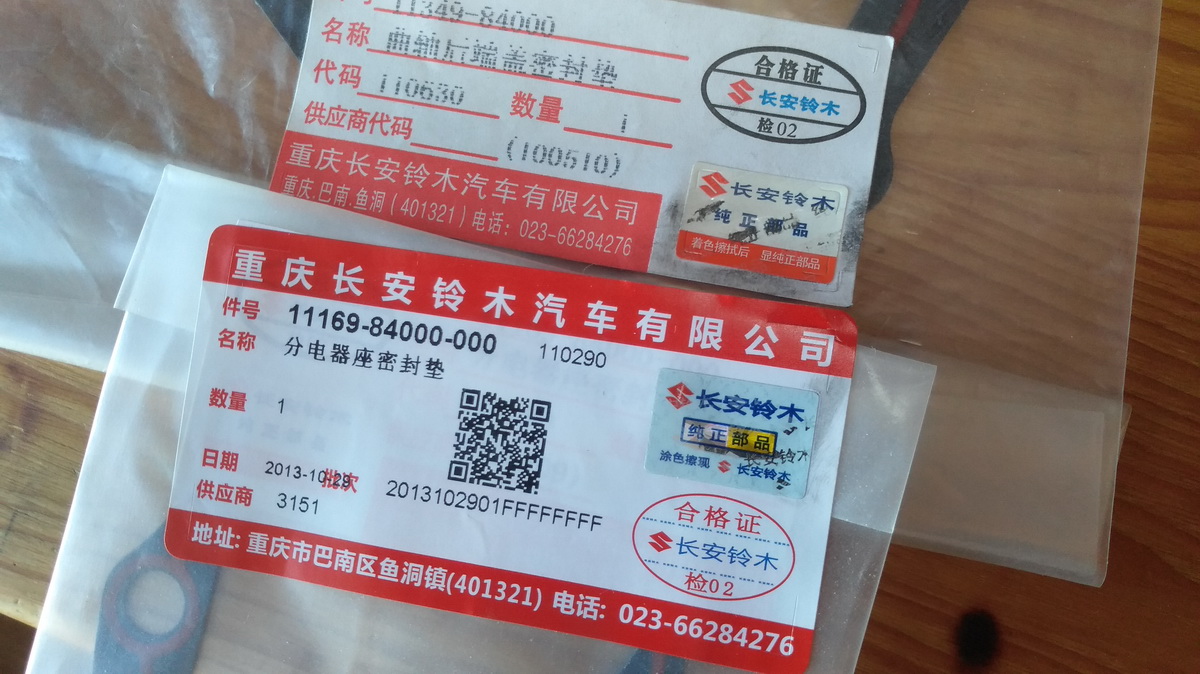 件号 11349-84000
名称 曲轴后端盖密封垫
代码 110630 数量 1
供应商代码 (100510)
重庆长安铃木汽车有限公司
重庆.巴南.鱼洞(401321)电话: 023-66284276
合格证
长安铃木
检02
长安铃木
纯正部品
着色擦拭后 显纯正部品
重庆长安铃木汽车有限公司
件号 11169-84000-000 110290
名称 分电器座密封垫
数量 1
日期 2013-10-29 批次 2013102901FFFFFFFF
供应商 3151
长安铃木
纯正部品
涂色擦现 长安铃木
合格证
长安铃木
检02
地址: 重庆市巴南区鱼洞镇(401321) 电话: 023-66284276